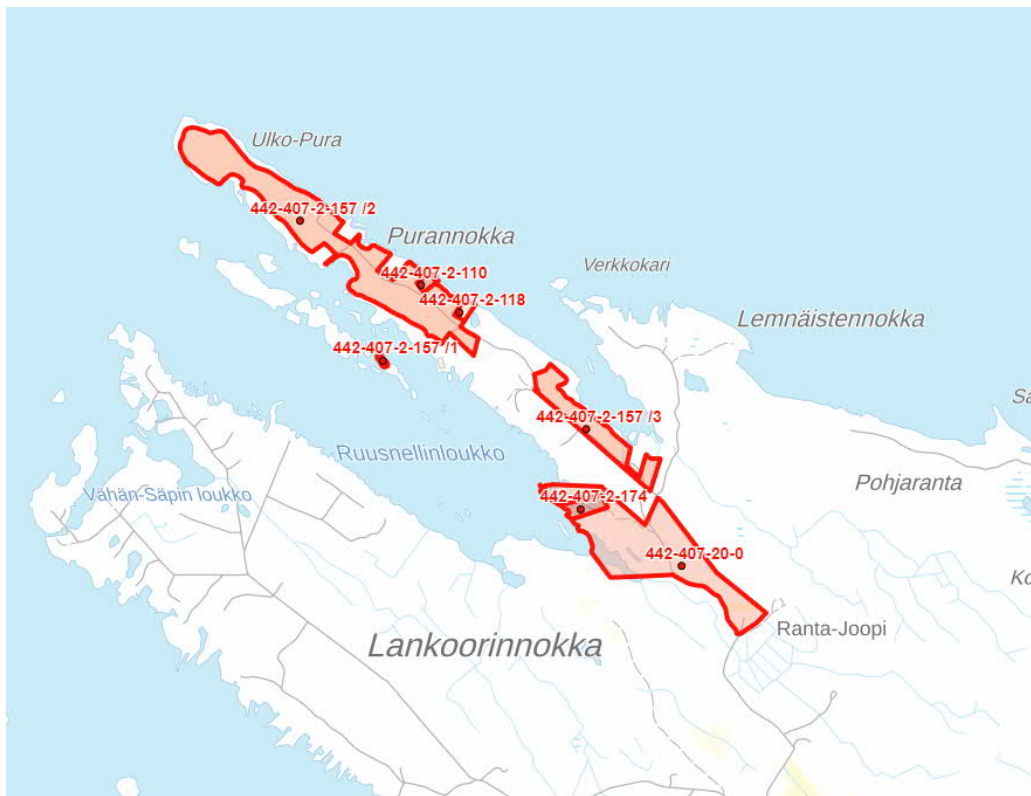 Ulko-Pura
442-407-2-157 /2
Purannokka
Verkkokari
442-407-2-110
442-407-2-118
Lemnäistennokka
442-407-2-157 /1
442-407-2-157 /3
Ruusnellinloukko
Pohjaranta
Vähän-Säpin loukko
442-407-2-174
442-407-20-0
Ranta-Joopi
Lankoorinnokka